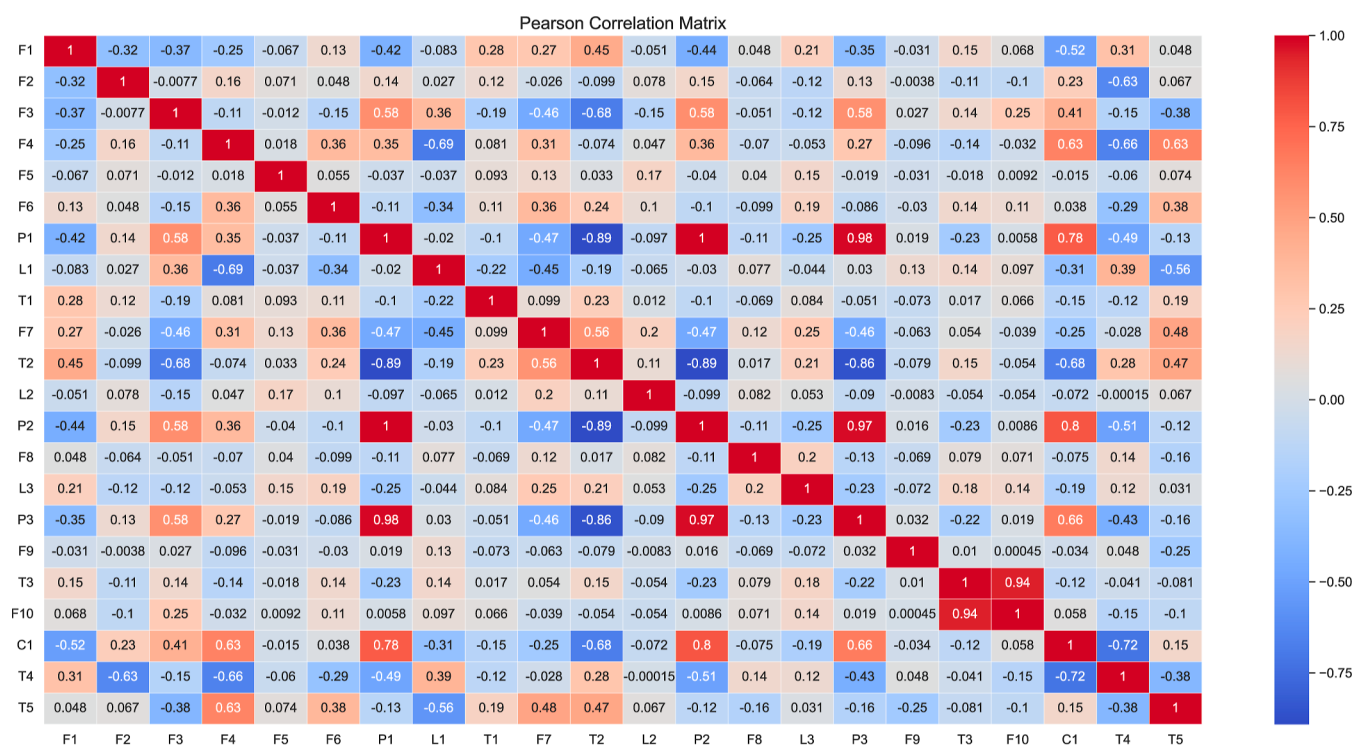 Pearson Correlation Matrix
F1 1 -0.32 -0.37 -0.25 -0.067 0.13 -0.42 -0.083 0.28 0.27 0.45 -0.051 -0.44 0.048 0.21 -0.35 -0.031 0.15 0.068 -0.52 0.31 0.048
F2 -0.32 1 -0.0077 0.16 0.071 0.048 0.14 0.027 0.12 -0.026 -0.099 0.078 0.15 -0.064 -0.12 0.13 -0.0038 -0.11 -0.1 0.23 -0.63 0.067
F3 -0.37 -0.0077 1 -0.11 -0.012 -0.15 0.58 0.36 -0.19 -0.46 -0.68 -0.15 0.58 -0.051 -0.12 0.58 0.027 0.14 0.25 0.41 -0.15 -0.38
F4 -0.25 0.16 -0.11 1 0.018 0.36 0.35 -0.69 0.081 0.31 -0.074 0.047 0.36 -0.07 -0.053 0.27 -0.096 -0.14 -0.032 0.63 -0.66 0.63
F5 -0.067 0.071 -0.012 0.018 1 0.055 -0.037 -0.037 0.093 0.13 0.033 0.17 -0.04 0.04 0.15 -0.019 -0.031 -0.018 0.0092 -0.015 -0.06 0.074
F6 0.13 0.048 -0.15 0.36 0.055 1 -0.11 -0.34 0.11 0.36 0.24 0.1 -0.1 -0.099 0.19 -0.086 -0.03 0.14 0.11 0.038 -0.29 0.38
P1 -0.42 0.14 0.58 0.35 -0.037 -0.11 1 -0.02 -0.1 -0.47 -0.89 -0.097 1 -0.11 -0.25 0.98 0.019 -0.23 0.0058 0.78 -0.49 -0.13
L1 -0.083 0.027 0.36 -0.69 -0.037 -0.34 -0.02 1 -0.22 -0.45 -0.19 -0.065 -0.03 0.077 -0.044 0.03 0.13 0.14 0.097 -0.31 0.39 -0.56
T1 0.28 0.12 -0.19 0.081 0.093 0.11 -0.1 -0.22 1 0.099 0.23 0.012 -0.1 -0.069 0.084 -0.051 -0.073 0.017 0.066 -0.15 -0.12 0.19
F7 0.27 -0.026 -0.46 0.31 0.13 0.36 -0.47 -0.45 0.099 1 0.56 0.2 -0.47 0.12 0.25 -0.46 -0.063 0.054 -0.039 -0.25 -0.028 0.48
T2 0.45 -0.099 -0.68 -0.074 0.033 0.24 -0.89 -0.19 0.23 0.56 1 0.11 -0.89 0.017 0.21 -0.86 -0.079 0.15 -0.054 -0.68 0.28 0.47
L2 -0.051 0.078 -0.15 0.047 0.17 0.1 -0.097 -0.065 0.012 0.2 0.11 1 -0.099 0.082 0.053 -0.09 -0.0083 -0.054 -0.054 -0.072 -0.00015 0.067
P2 -0.44 0.15 0.58 0.36 -0.04 -0.1 1 -0.03 -0.1 -0.47 -0.89 -0.099 1 -0.11 -0.25 0.97 0.016 -0.23 0.0086 0.8 -0.51 -0.12
F8 0.048 -0.064 -0.051 -0.07 0.04 -0.099 -0.11 0.077 -0.069 0.12 0.017 0.082 -0.11 1 0.2 -0.13 -0.069 0.079 0.071 -0.075 0.14 -0.16
L3 0.21 -0.12 -0.12 -0.053 0.15 0.19 -0.25 -0.044 0.084 0.25 0.21 0.053 -0.25 0.2 1 -0.23 -0.072 0.18 0.14 -0.19 0.12 0.031
P3 -0.35 0.13 0.58 0.27 -0.019 -0.086 0.98 0.03 -0.051 -0.46 -0.86 -0.09 0.97 -0.13 -0.23 1 0.032 -0.22 0.019 0.66 -0.43 -0.16
F9 -0.031 -0.0038 0.027 -0.096 -0.031 -0.03 0.019 0.13 -0.073 -0.063 -0.079 -0.0083 0.016 -0.069 -0.072 0.032 1 0.01 0.00045 -0.034 0.048 -0.25
T3 0.15 -0.11 0.14 -0.14 -0.018 0.14 -0.23 0.14 0.017 0.054 0.15 -0.054 -0.23 0.079 0.18 -0.22 0.01 1 0.94 -0.12 -0.041 -0.081
F10 0.068 -0.1 0.25 -0.032 0.0092 0.11 0.0058 0.097 0.066 -0.039 -0.054 -0.054 0.0086 0.071 0.14 0.019 0.00045 0.94 1 0.058 -0.15 -0.1
C1 -0.52 0.23 0.41 0.63 -0.015 0.038 0.78 -0.31 -0.15 -0.25 -0.68 -0.072 0.8 -0.075 -0.19 0.66 -0.034 -0.12 0.058 1 -0.72 0.15
T4 0.31 -0.63 -0.15 -0.66 -0.06 -0.29 -0.49 0.39 -0.12 -0.028 0.28 -0.00015 -0.51 0.14 0.12 -0.43 0.048 -0.041 -0.15 -0.72 1 -0.38
T5 0.048 0.067 -0.38 0.63 0.074 0.38 -0.13 -0.56 0.19 0.48 0.47 0.067 -0.12 -0.16 0.031 -0.16 -0.25 -0.081 -0.1 0.15 -0.38 1
F1 F2 F3 F4 F5 F6 P1 L1 T1 F7 T2 L2 P2 F8 L3 P3 F9 T3 F10 C1 T4 T5
1.00
0.75
0.50
0.25
0.00
−0.25
−0.50
−0.75